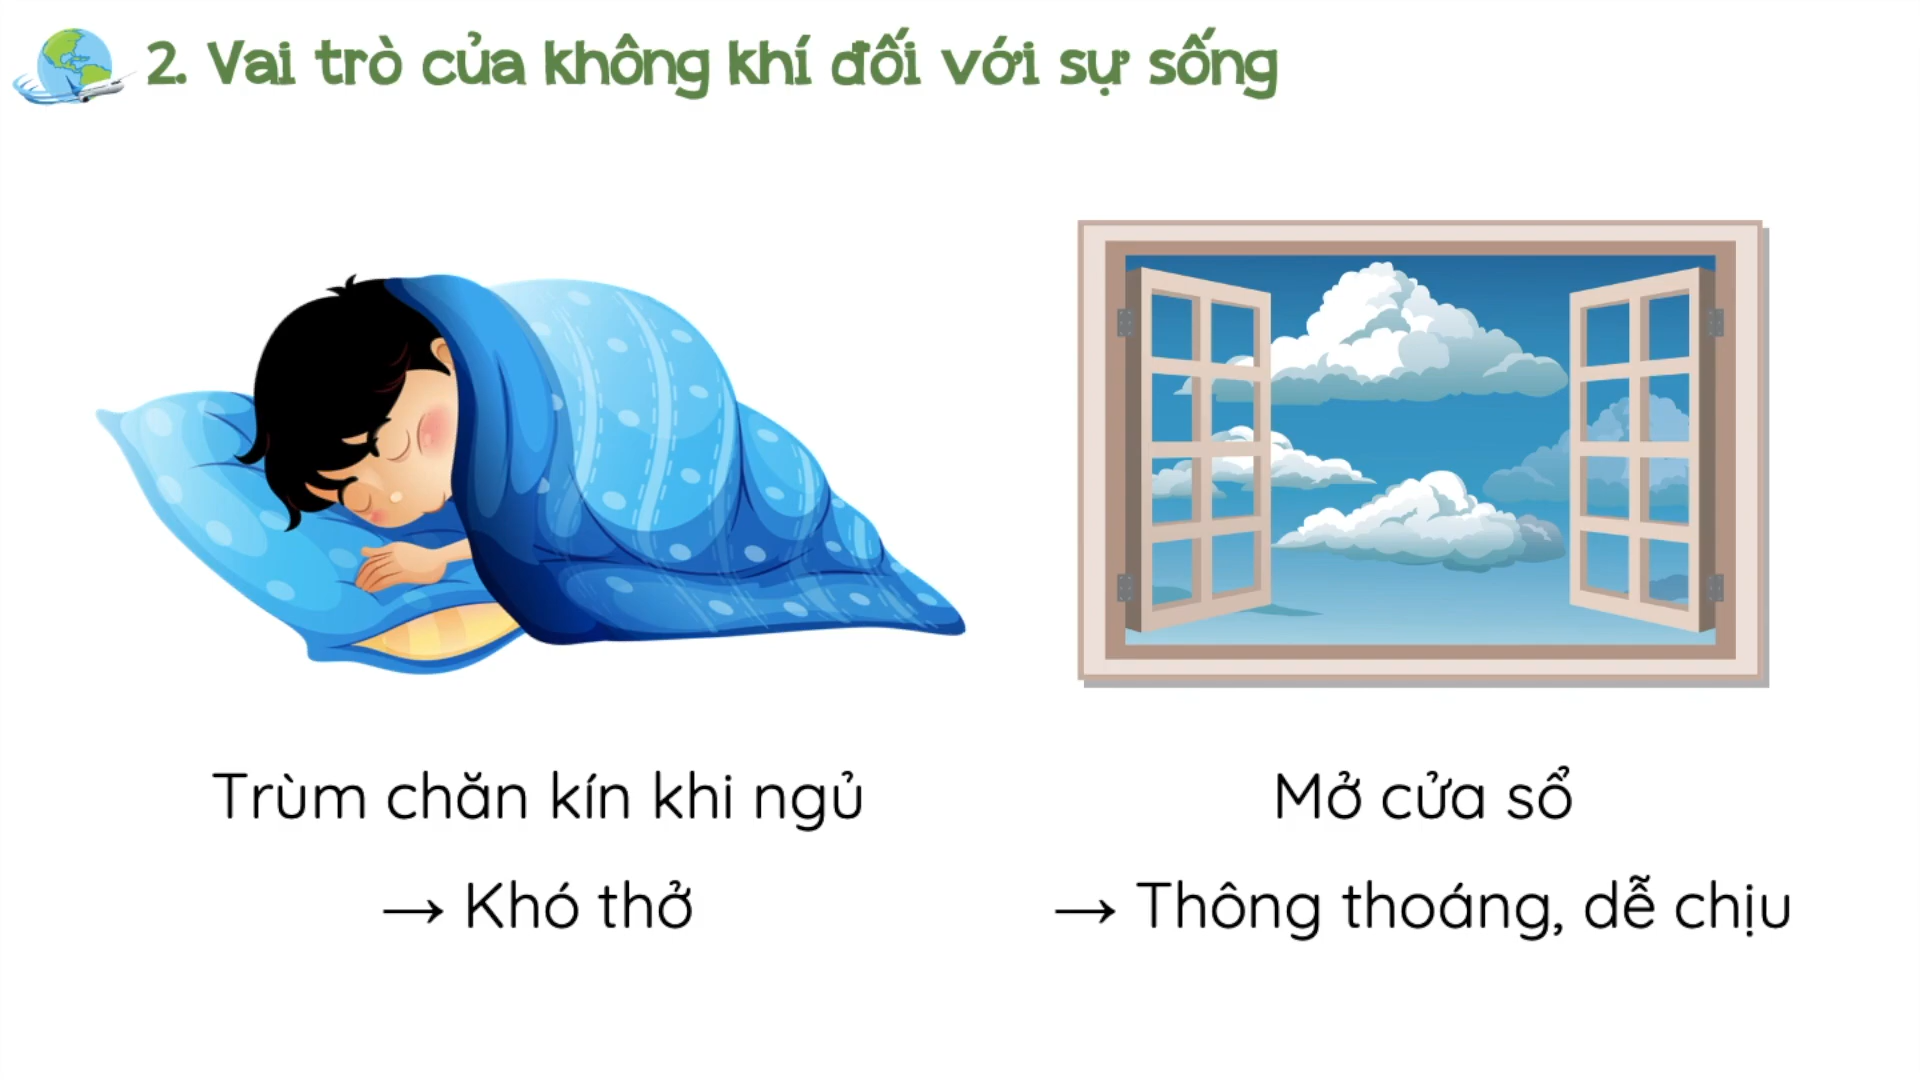 2. Vai trò của không khí đối với sự sống
Trùm chăn kín khi ngủ
→ Khó thở
Mở cửa sổ
→ Thông thoáng, dễ chịu